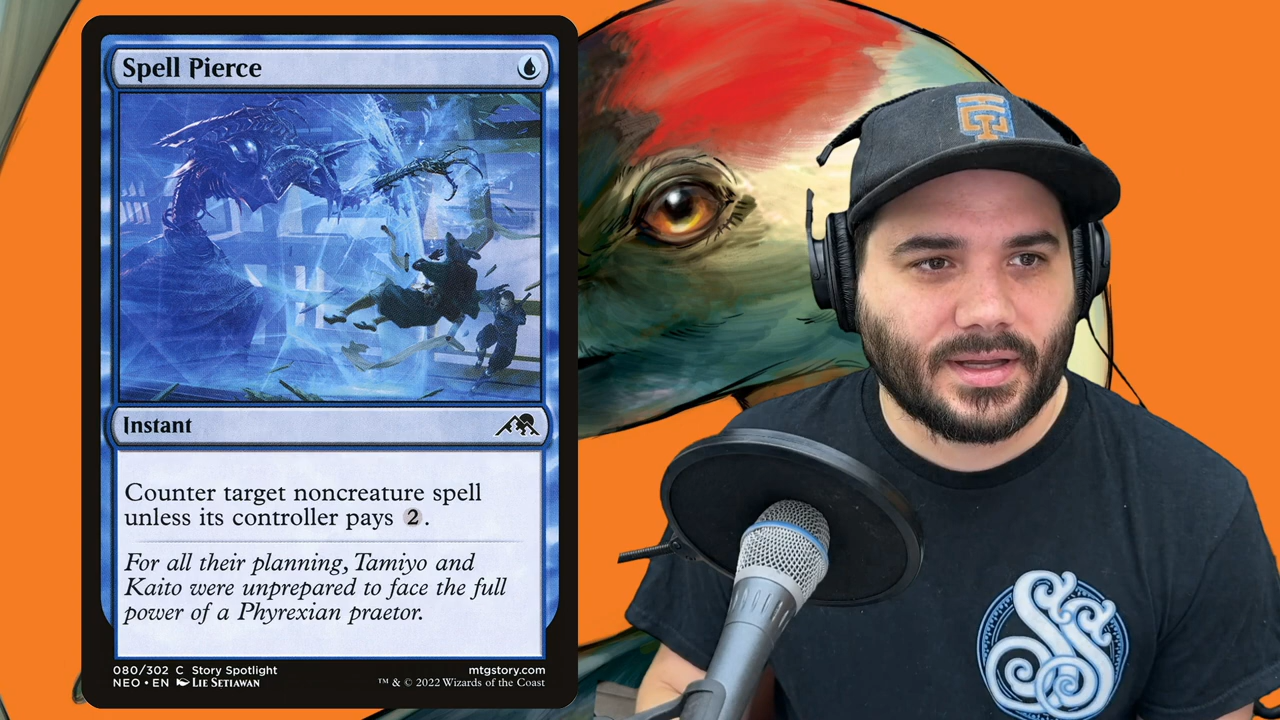 Spell Pierce
Instant
Counter target noncreature spell
unless its controller pays 2.
For all their planning, Tamiyo and
Kaito were unprepared to face the full
power of a Phyrexian praetor.
080/302 C Story Spotlight
mtgstory.com
NEO • EN Lie Setiawan
™ & © 2022 Wizards of the Coast